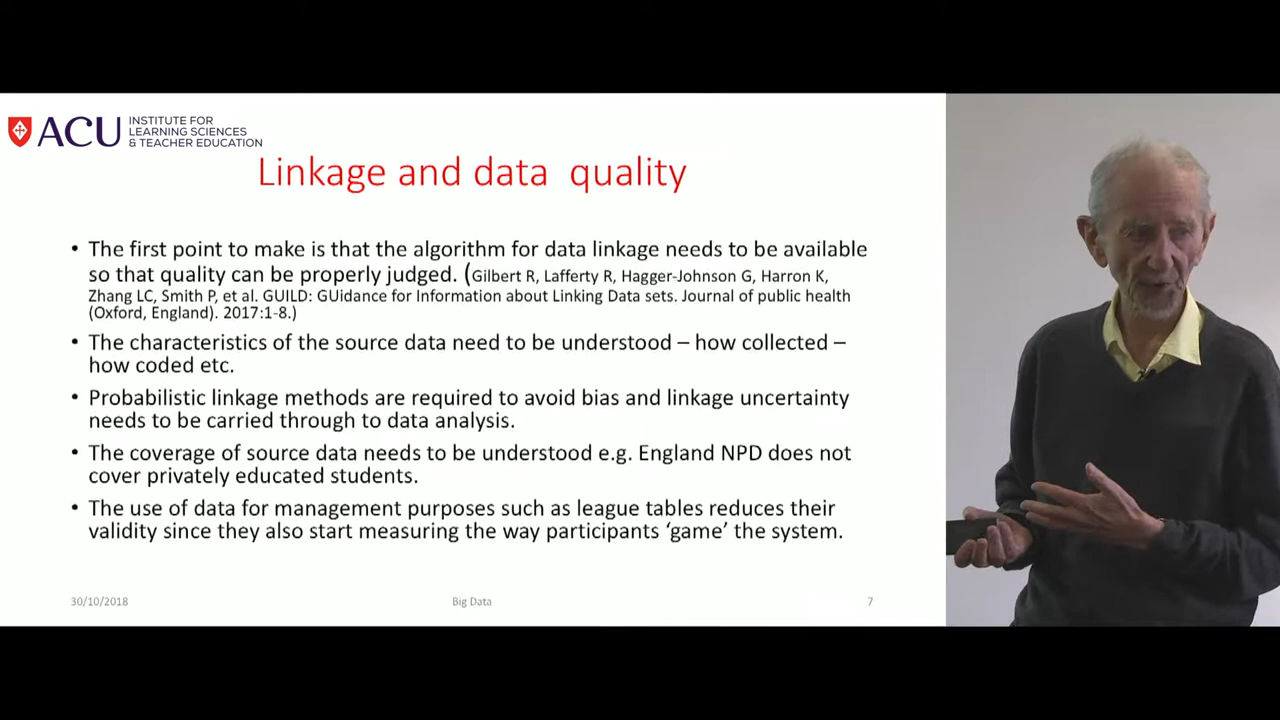 ACU
INSTITUTE FOR
LEARNING SCIENCES
& TEACHER EDUCATION
Linkage and data quality
• The first point to make is that the algorithm for data linkage needs to be available
so that quality can be properly judged. (Gilbert R, Lafferty R, Hagger-Johnson G, Harron K,
Zhang LC, Smith P, et al. GUILD: GUidance for Information about Linking Data sets. Journal of public health
(Oxford, England). 2017:1-8.)
• The characteristics of the source data need to be understood – how collected –
how coded etc.
• Probabilistic linkage methods are required to avoid bias and linkage uncertainty
needs to be carried through to data analysis.
• The coverage of source data needs to be understood e.g. England NPD does not
cover privately educated students.
• The use of data for management purposes such as league tables reduces their
validity since they also start measuring the way participants ‘game’ the system.
30/10/2018
Big Data
7